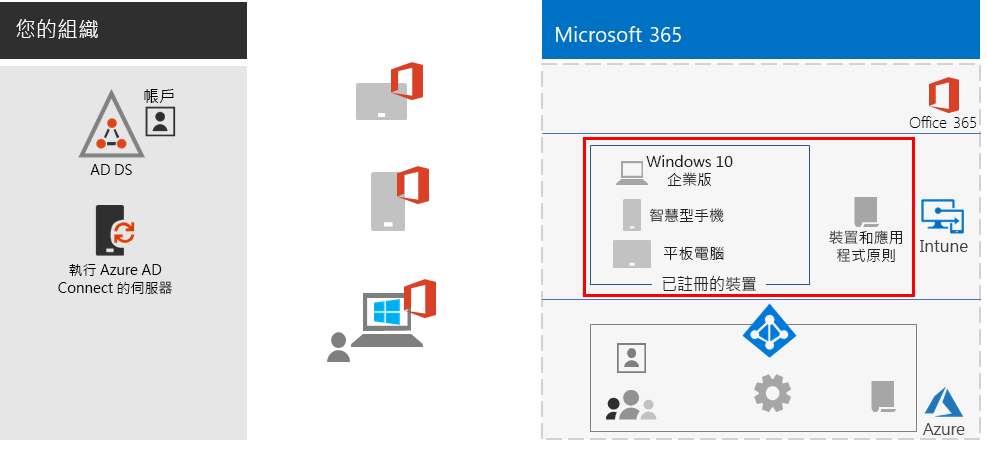 您的組織
帳戶
AD DS
執行 Azure AD
Connect 的伺服器
Microsoft 365
Office 365
Windows 10
企業版
智慧型手機
平板電腦
已註冊的裝置
裝置和應用
程式原則
Intune
Azure